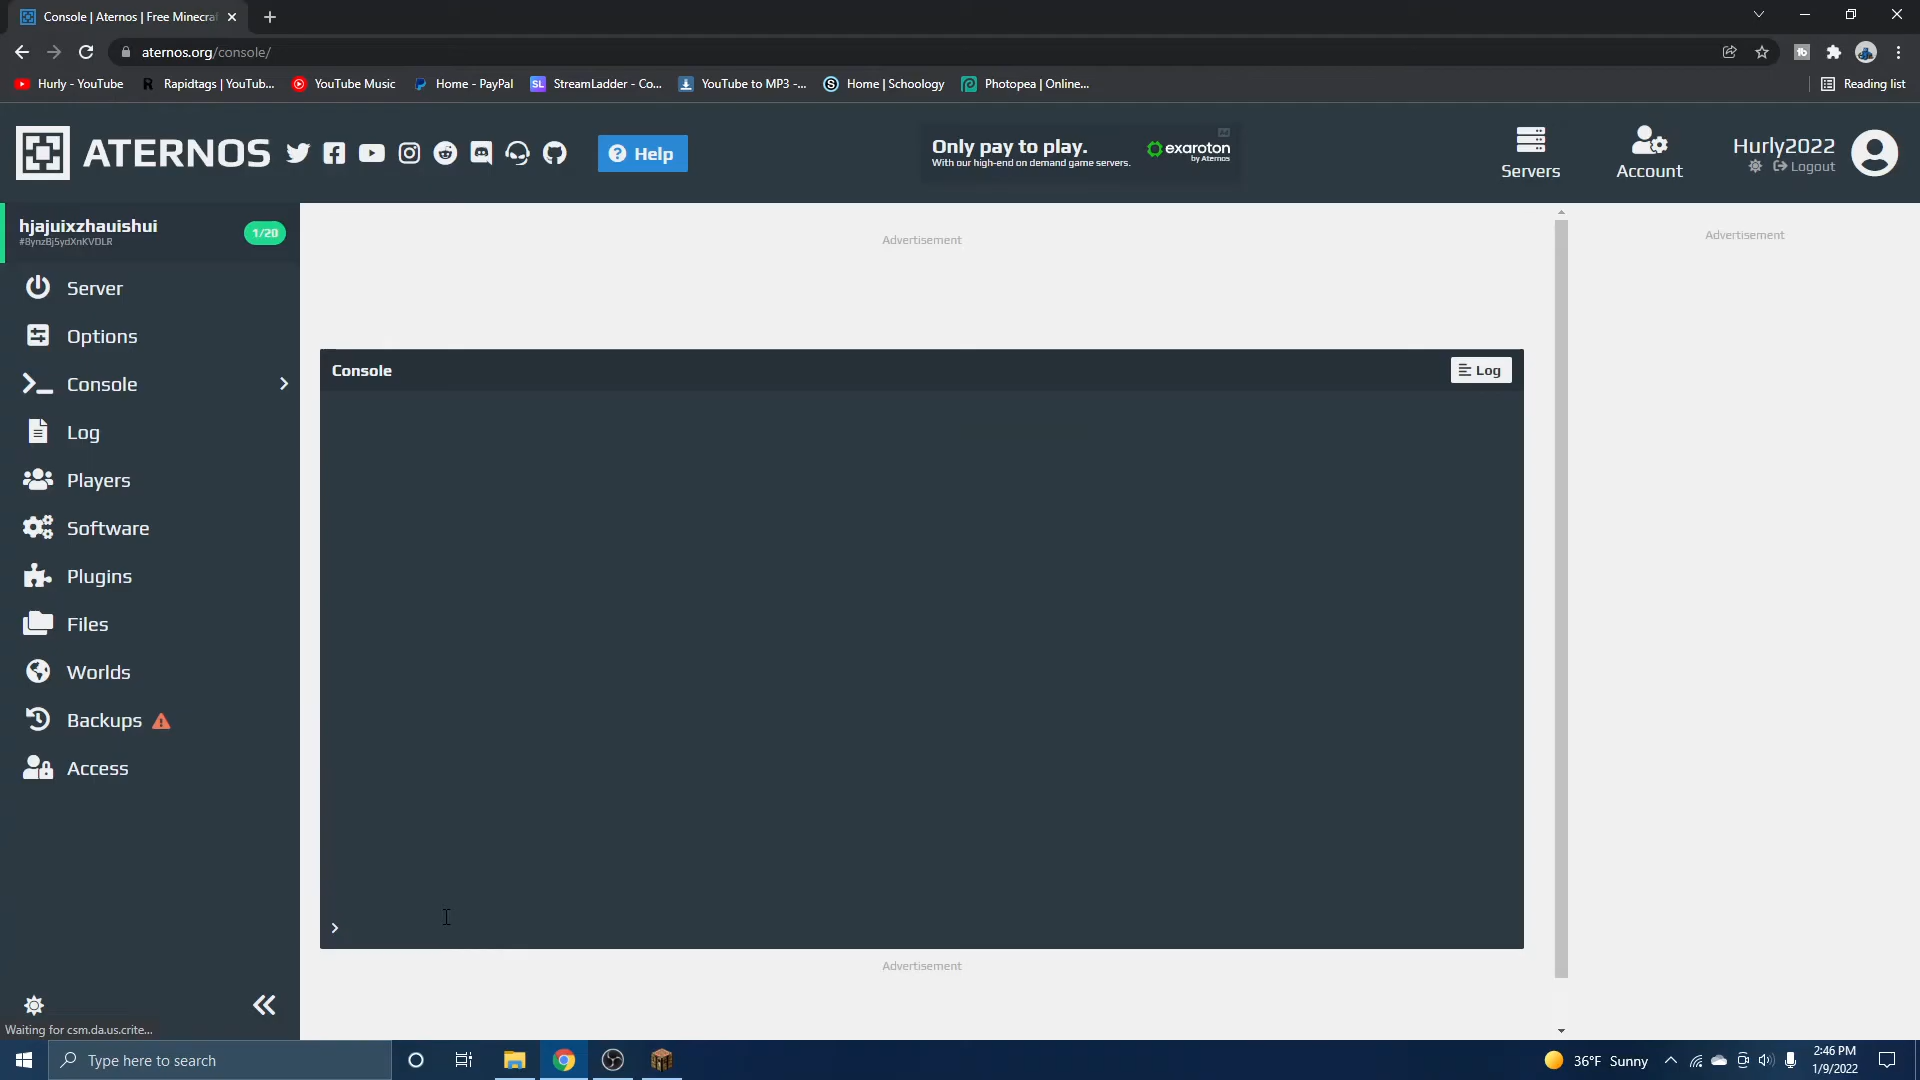 Console | Aternos | Free Minecra
aternos.org/console/
Hurly - YouTube
Rapidtags | YouTub...
YouTube Music
Home - PayPal
SL
StreamLadder - Co...
YouTube to MP3 -...
Home | Schoology
Photopea | Online...
Reading list
ATERNOS
Help
Only pay to play.
With our high-end on demand game servers.
exaroton
by Aternos
Ad
Servers
Account
Hurly2022
Logout
hjajuixzhauishui
1/20
Server
Options
Console
Log
Players
Software
Plugins
Files
Worlds
Backups
Access
Advertisement
Advertisement
Console
Log
Advertisement
Waiting for csm.da.us.crite...
Type here to search
36°F Sunny
2:46 PM
1/9/2022